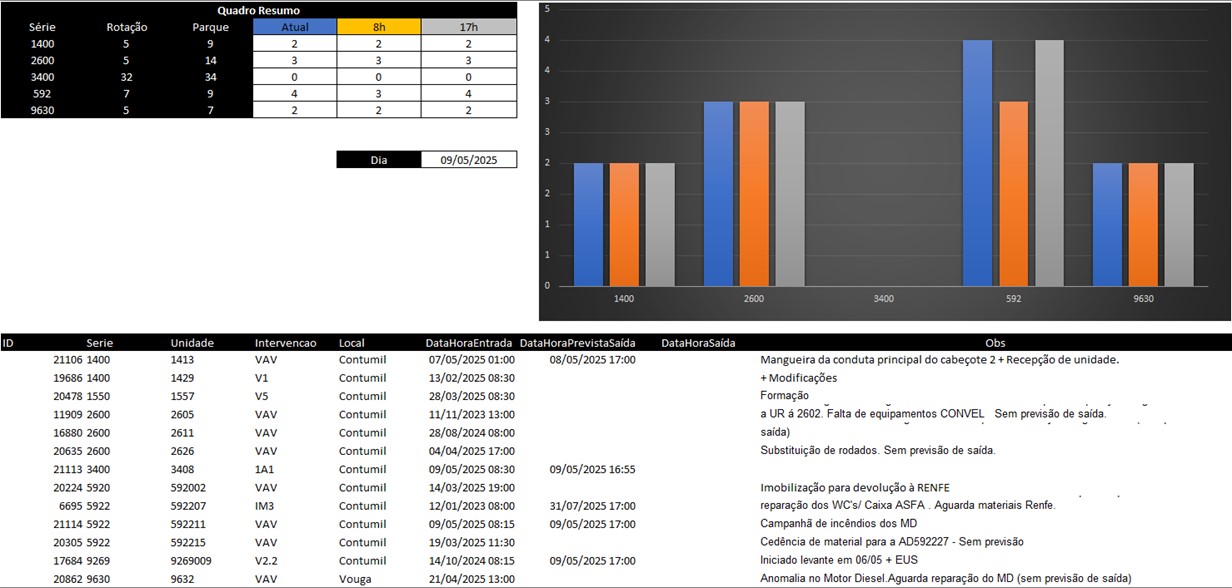 Quadro Resumo
Série Rotação Parque Atual 8h 17h
1400 5 9 2 2 2
2600 5 14 3 3 3
3400 32 34 0 0 0
592 7 9 4 3 4
9630 5 7 2 2 2
Dia 09/05/2025
5
4
4
3
3
2
2
1
1
0
1400 2600 3400 592 9630
ID Serie Unidade Intervencao Local DataHoraEntrada DataHoraPrevistaSaída DataHoraSaída Obs
21106 1400 1413 VAV Contumil 07/05/2025 01:00 08/05/2025 17:00 Mangueira da conduta principal do cabeçote 2 + Recepção de unidade.
19686 1400 1429 V1 Contumil 13/02/2025 08:30 + Modificações
20478 1550 1557 V5 Contumil 28/03/2025 08:30 Formação
11909 2600 2605 VAV Contumil 11/11/2023 13:00 a UR á 2602. Falta de equipamentos CONVEL Sem previsão de saída.
16880 2600 2611 VAV Contumil 28/08/2024 08:00 saída)
20635 2600 2626 VAV Contumil 04/04/2025 17:00 Substituição de rodados. Sem previsão de saída.
21113 3400 3408 1A1 Contumil 09/05/2025 08:30 09/05/2025 16:55
20224 5920 592002 VAV Contumil 14/03/2025 19:00 Imobilização para devolução à RENFE
6695 5922 592207 IM3 Contumil 12/01/2023 08:00 31/07/2025 17:00 reparação dos WC's/ Caixa ASFA . Aguarda materiais Renfe.
21114 5922 592211 VAV Contumil 09/05/2025 08:15 09/05/2025 17:00 Campanhã de incêndios dos MD
20305 5922 592215 VAV Contumil 19/03/2025 11:30 Cedência de material para a AD592227 - Sem previsão
17684 9269 9269009 V2.2 Contumil 14/10/2024 08:15 09/05/2025 17:00 Iniciado levante em 06/05 + EUS
20862 9630 9632 VAV Vouga 21/04/2025 13:00 Anomalia no Motor Diesel.Aguarda reparação do MD (sem previsão de saída)